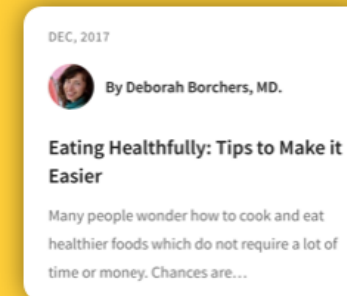 DEC, 2017
By Deborah Borchers, MD.
Eating Healthfully: Tips to Make it
Easier
Many people wonder how to cook and eat
healthier foods which do not require a lot of
time or money. Chances are…